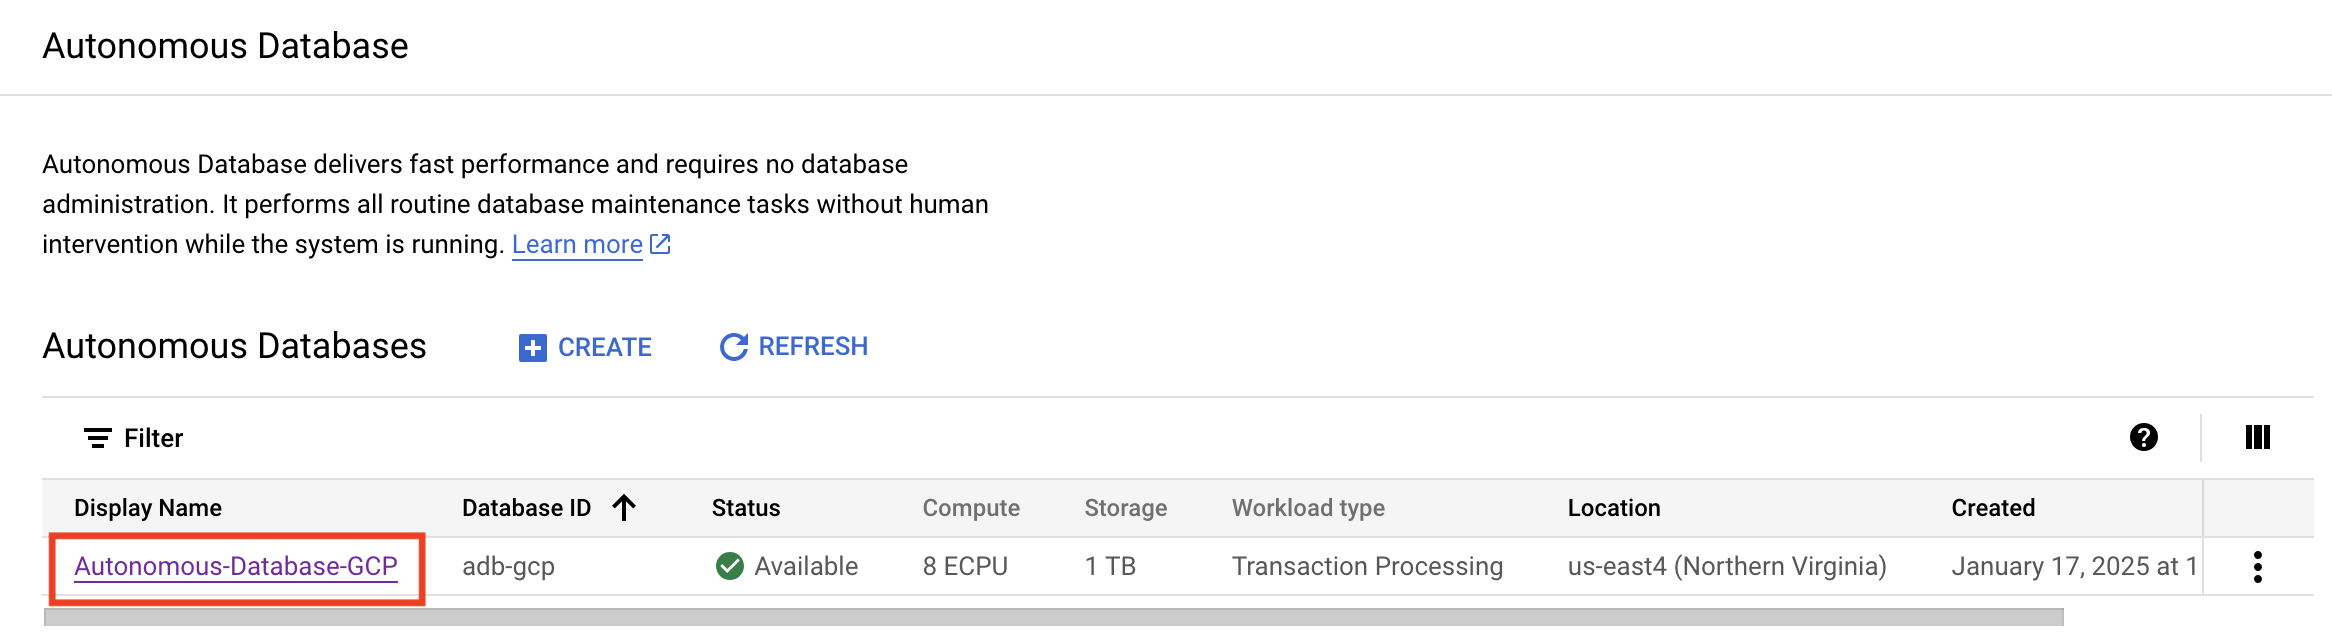 Autonomous Database
Autonomous Database delivers fast performance and requires no database
administration. It performs all routine database maintenance tasks without human
intervention while the system is running. Learn more
Autonomous Databases CREATE REFRESH
Filter
Display Name Database ID Status Compute Storage Workload type Location Created
Autonomous-Database-GCP adb-gcp Available 8 ECPU 1 TB Transaction Processing us-east4 (Northern Virginia) January 17, 2025 at 1